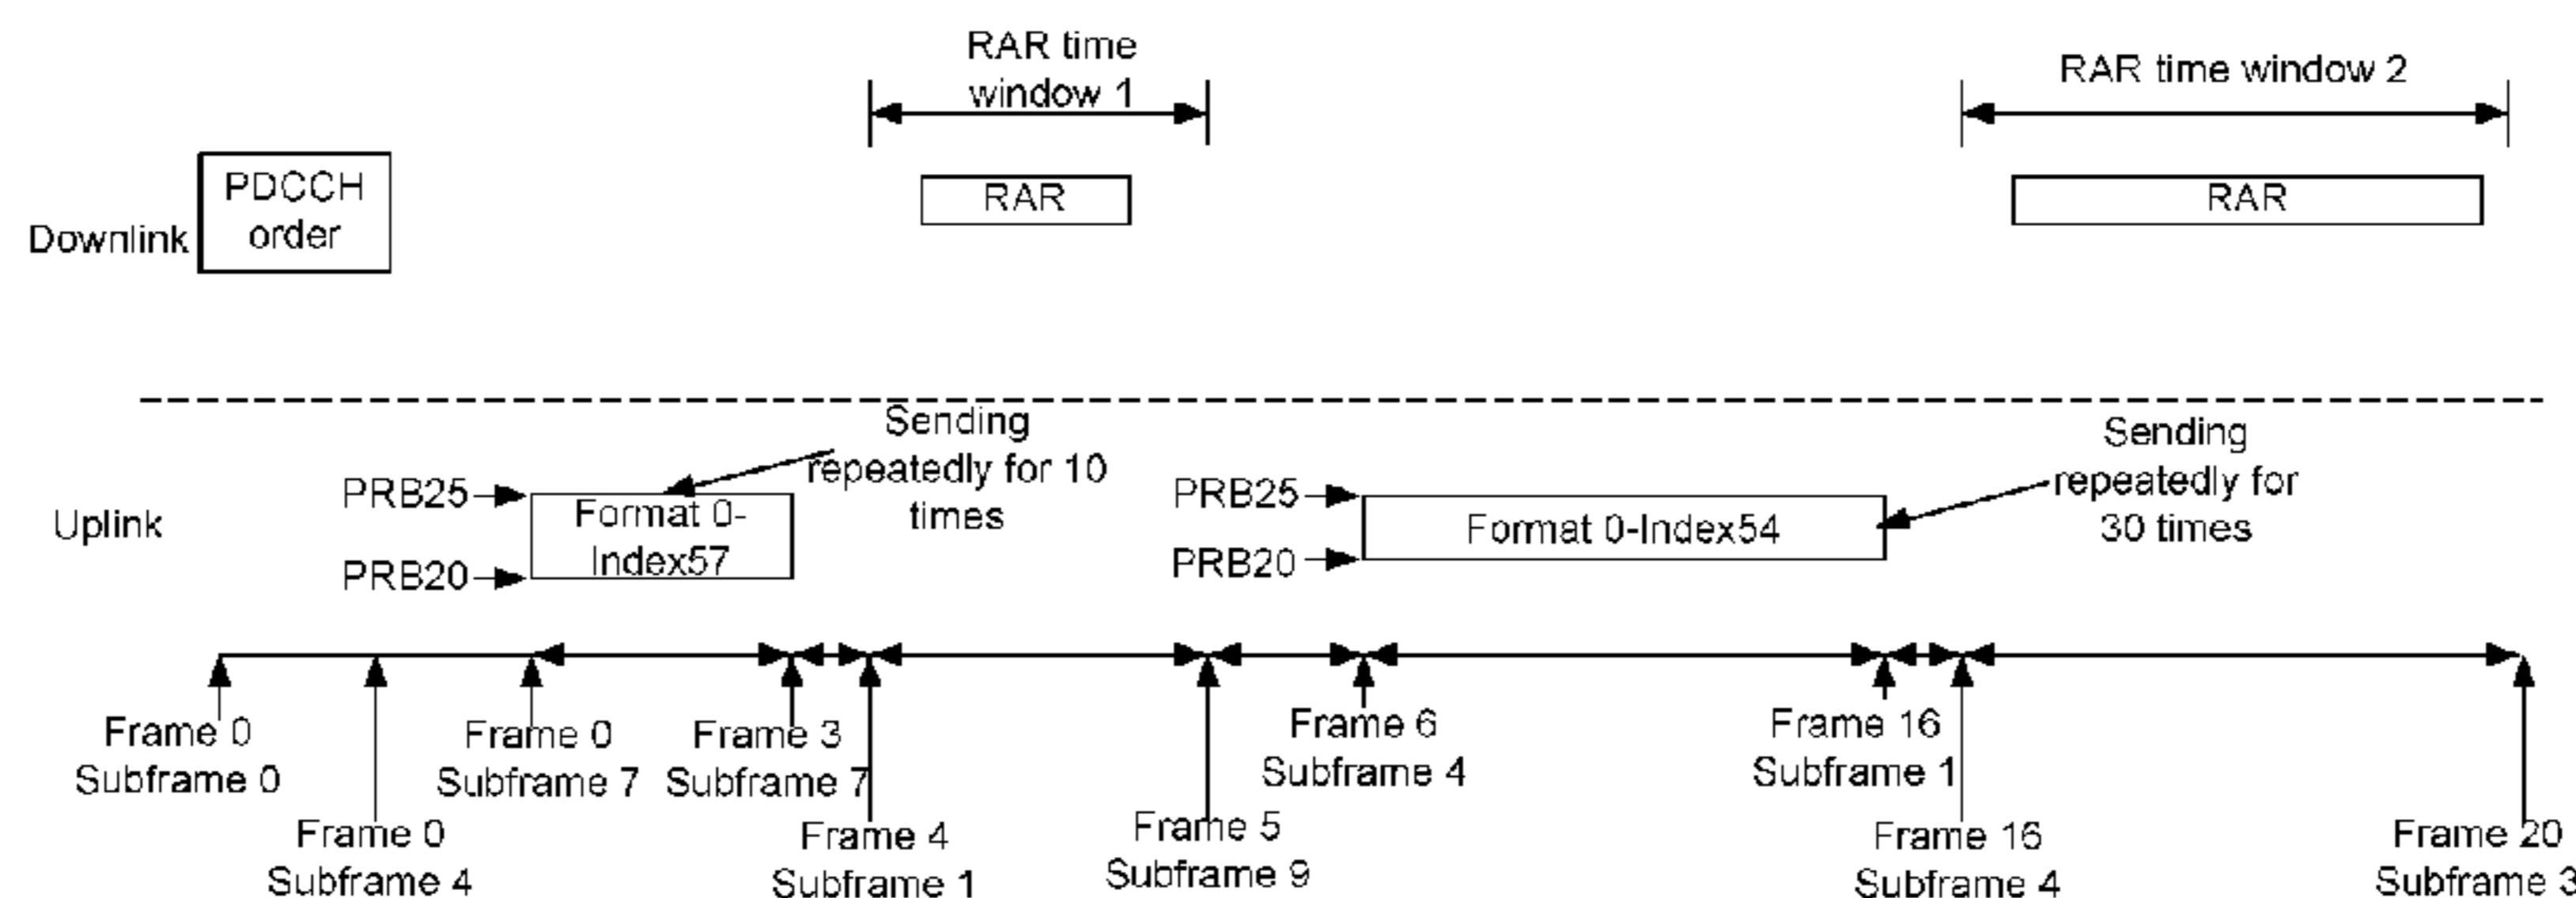 RAR time
window 1
RAR time window 2
PDCCH
order
RAR
RAR
Downlink
Sending
repeatedly for 10
times
Sending
repeatedly for
30 times
PRB25
Format 0-
Index57
PRB20
PRB25
Format 0-Index54
PRB20
Uplink
Frame 0
Subframe 0
Frame 0
Subframe 4
Frame 0
Subframe 7
Frame 3
Subframe 7
Frame 4
Subframe 1
Frame 5
Subframe 9
Frame 6
Subframe 4
Frame 16
Subframe 1
Frame 16
Subframe 4
Frame 20
Subframe 3